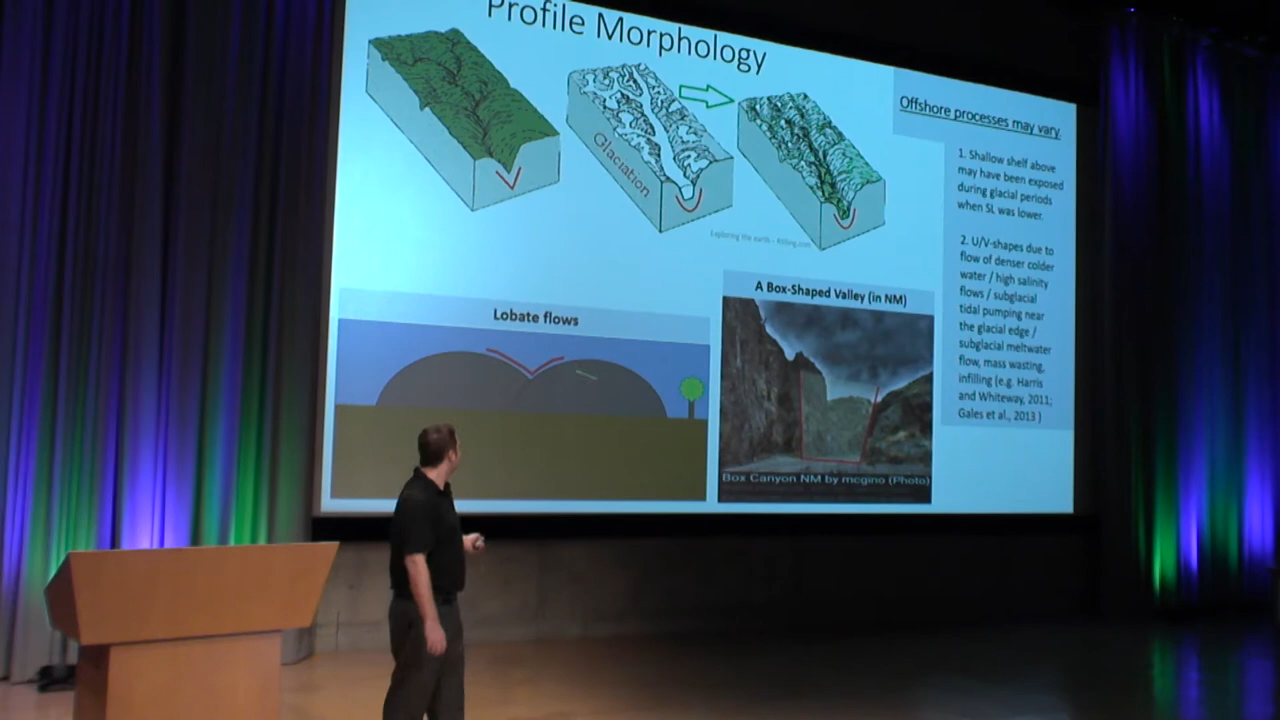 Profile Morphology
Glaciation
Exploring the earth -
Offshore processes may vary
1. Shallow shelf above
may have been exposed
during glacial periods
when SL was lower.
2. U/V-shapes due to
flow of denser colder
water / high salinity
flows / subglacial
tidal pumping near
the glacial edge /
subglacial meltwater
flow, mass wasting,
infilling (e.g. Harris
and Whiteway, 2011;
Gales et al., 2013 )
Lobate flows
A Box-Shaped Valley (in NM)
Box Canyon NM by mcgino (Photo)